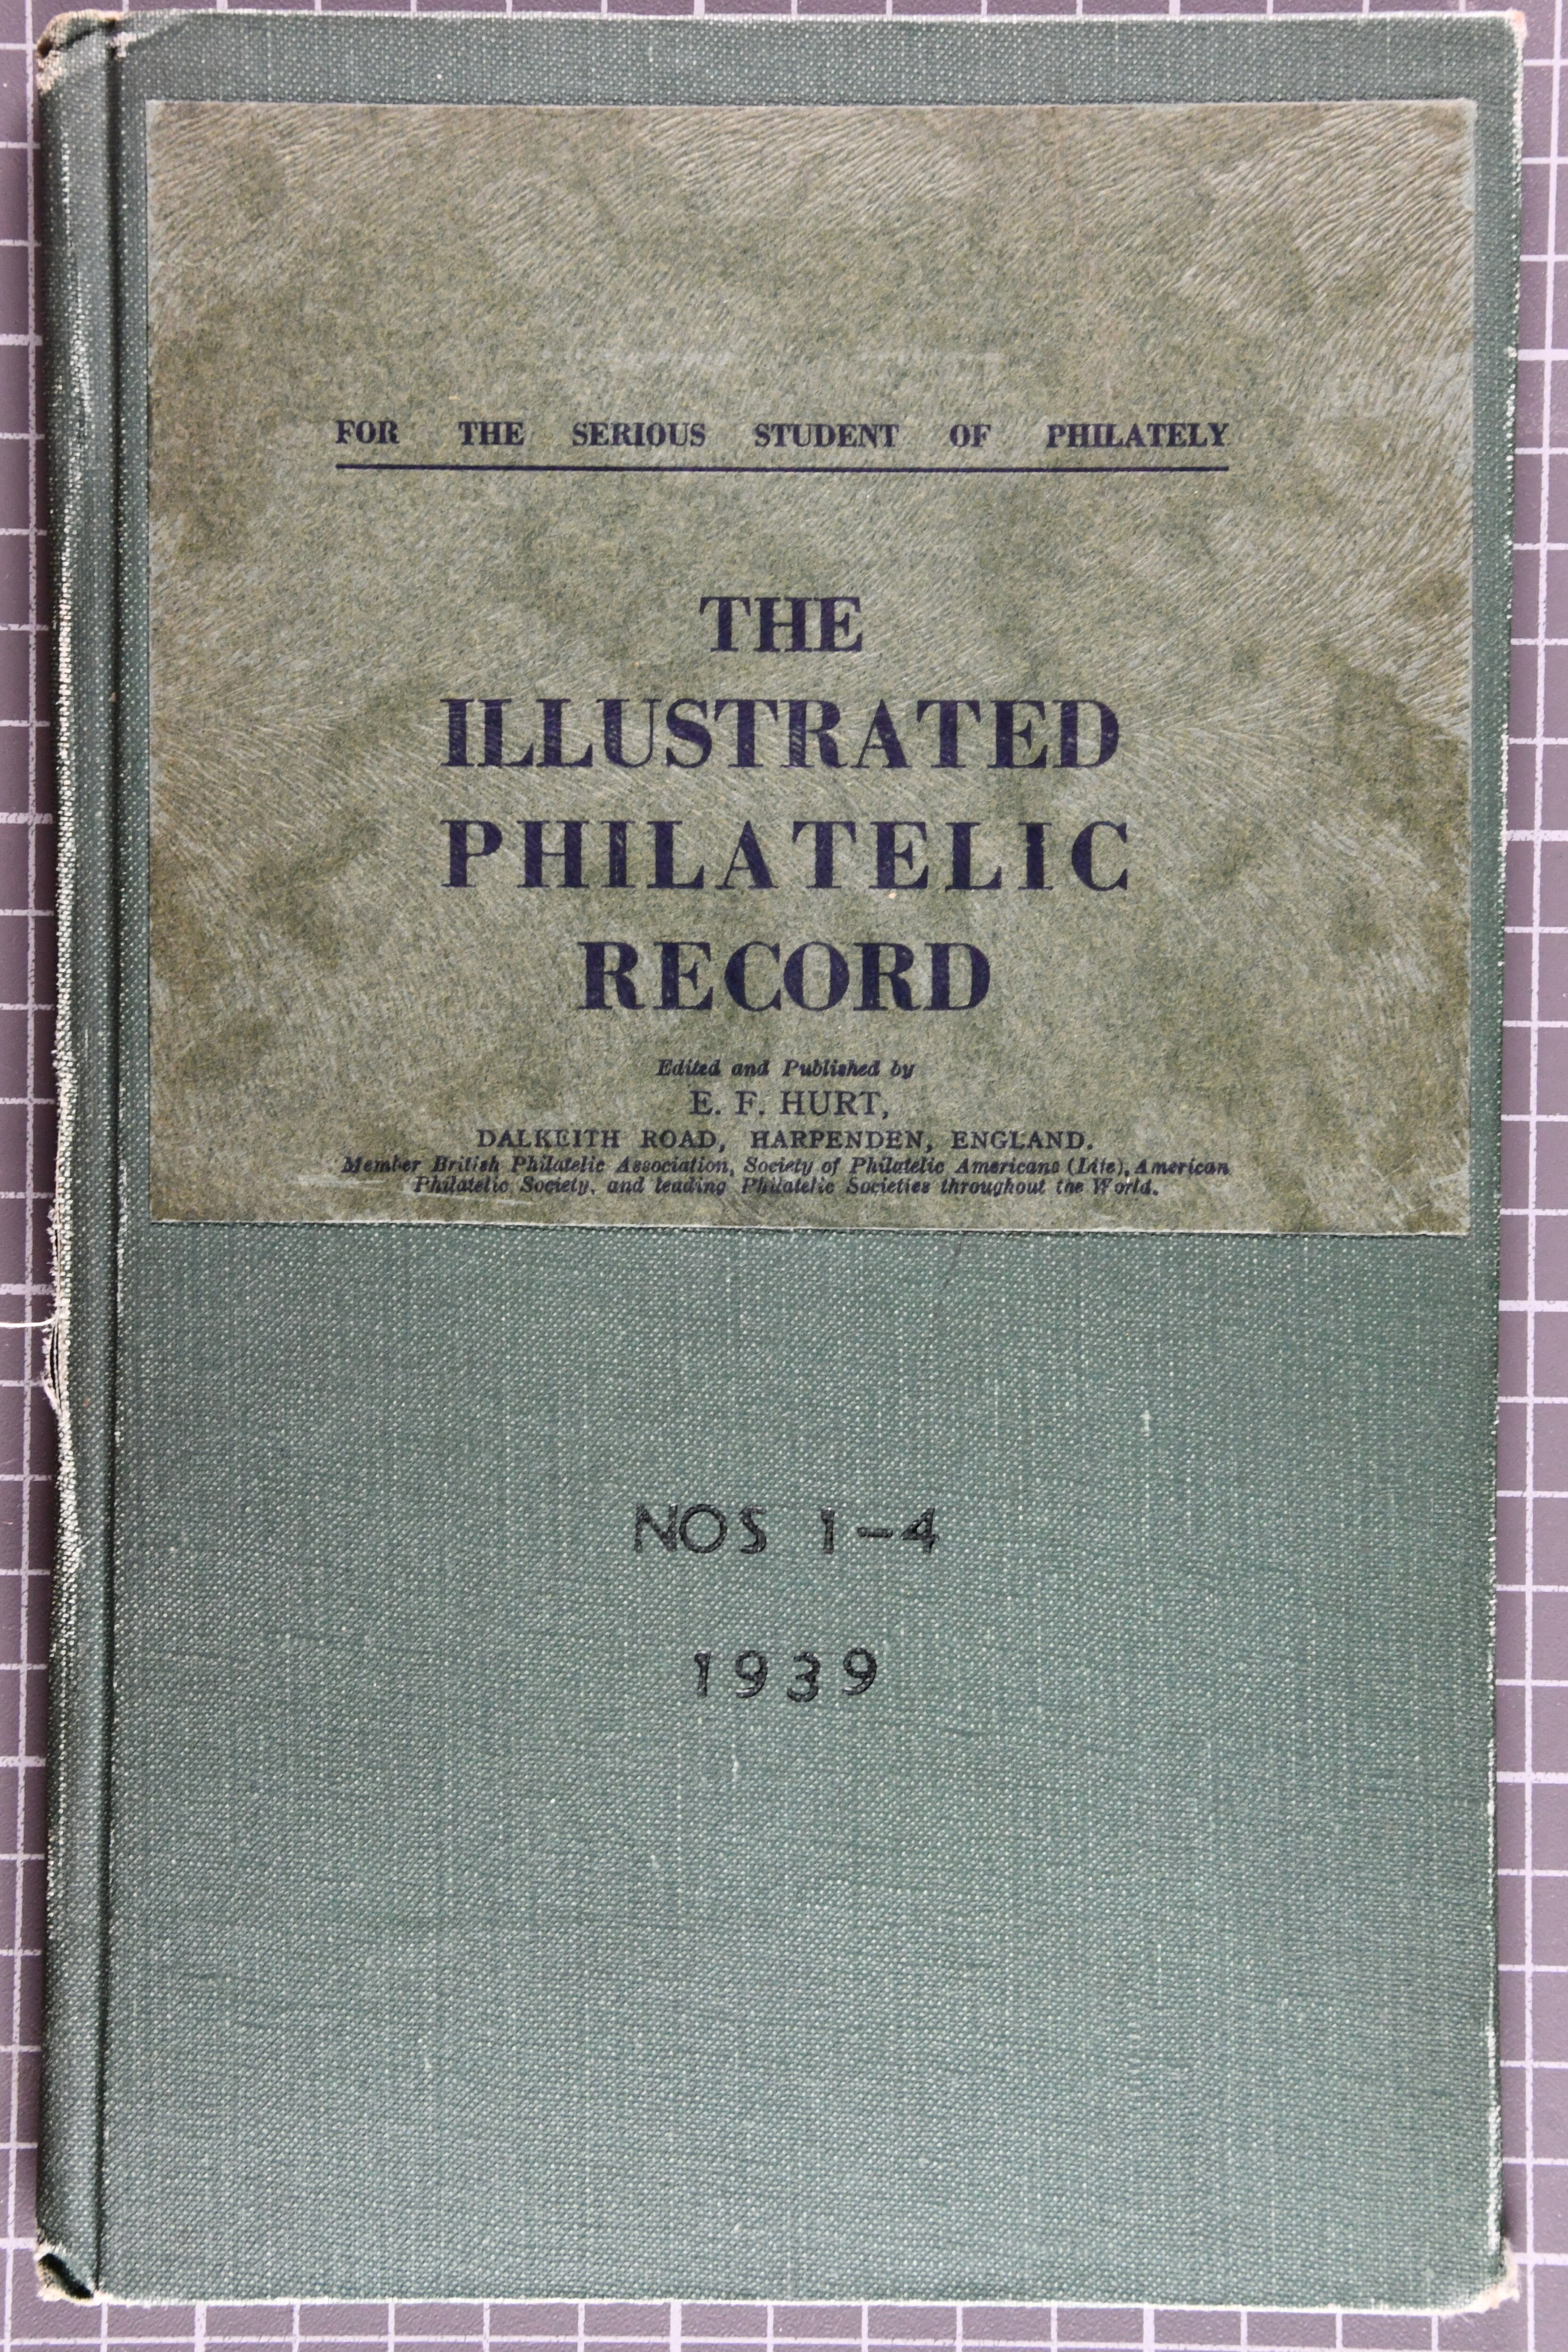 FOR THE SERIOUS STUDENT OF PHILATELY
THE
ILLUSTRATED
PHILATELIC
RECORD
Edited and Published by
E. F. HURT,
DALKEITH ROAD, HARPENDEN, ENGLAND.
Member British Philatelic Association, Society of Philatelic Americans (Life), American
Philatelic Society, and leading Philatelic Societies throughout the World.
NOS 1-4
1939